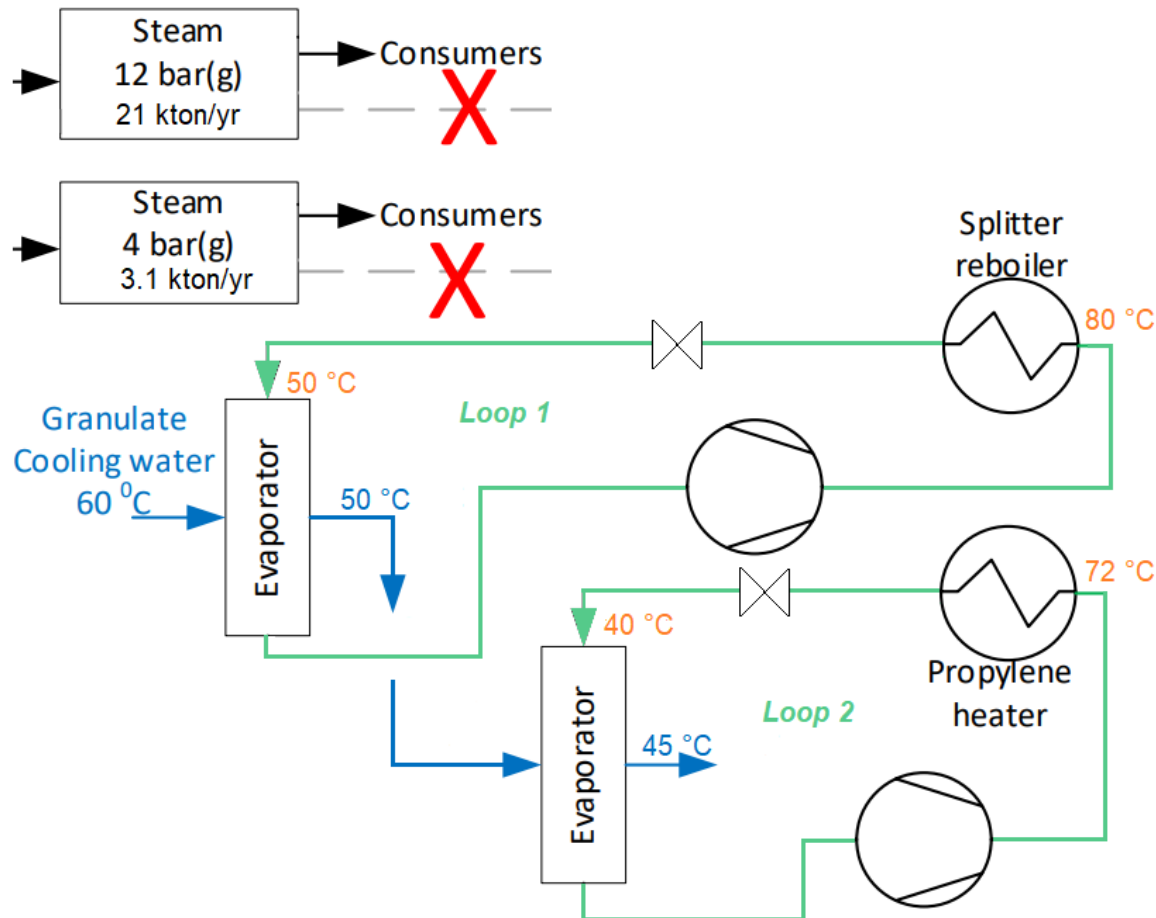 Steam
12 bar(g)
21 kton/yr
Consumers
X
Steam
4 bar(g)
3.1 kton/yr
Consumers
X
Splitter
reboiler
80 °C
50 °C
Loop 1
Granulate
Cooling water
60 ⁰C
Evaporator
50 °C
72 °C
40 °C
Propylene
heater
Loop 2
Evaporator
45 °C